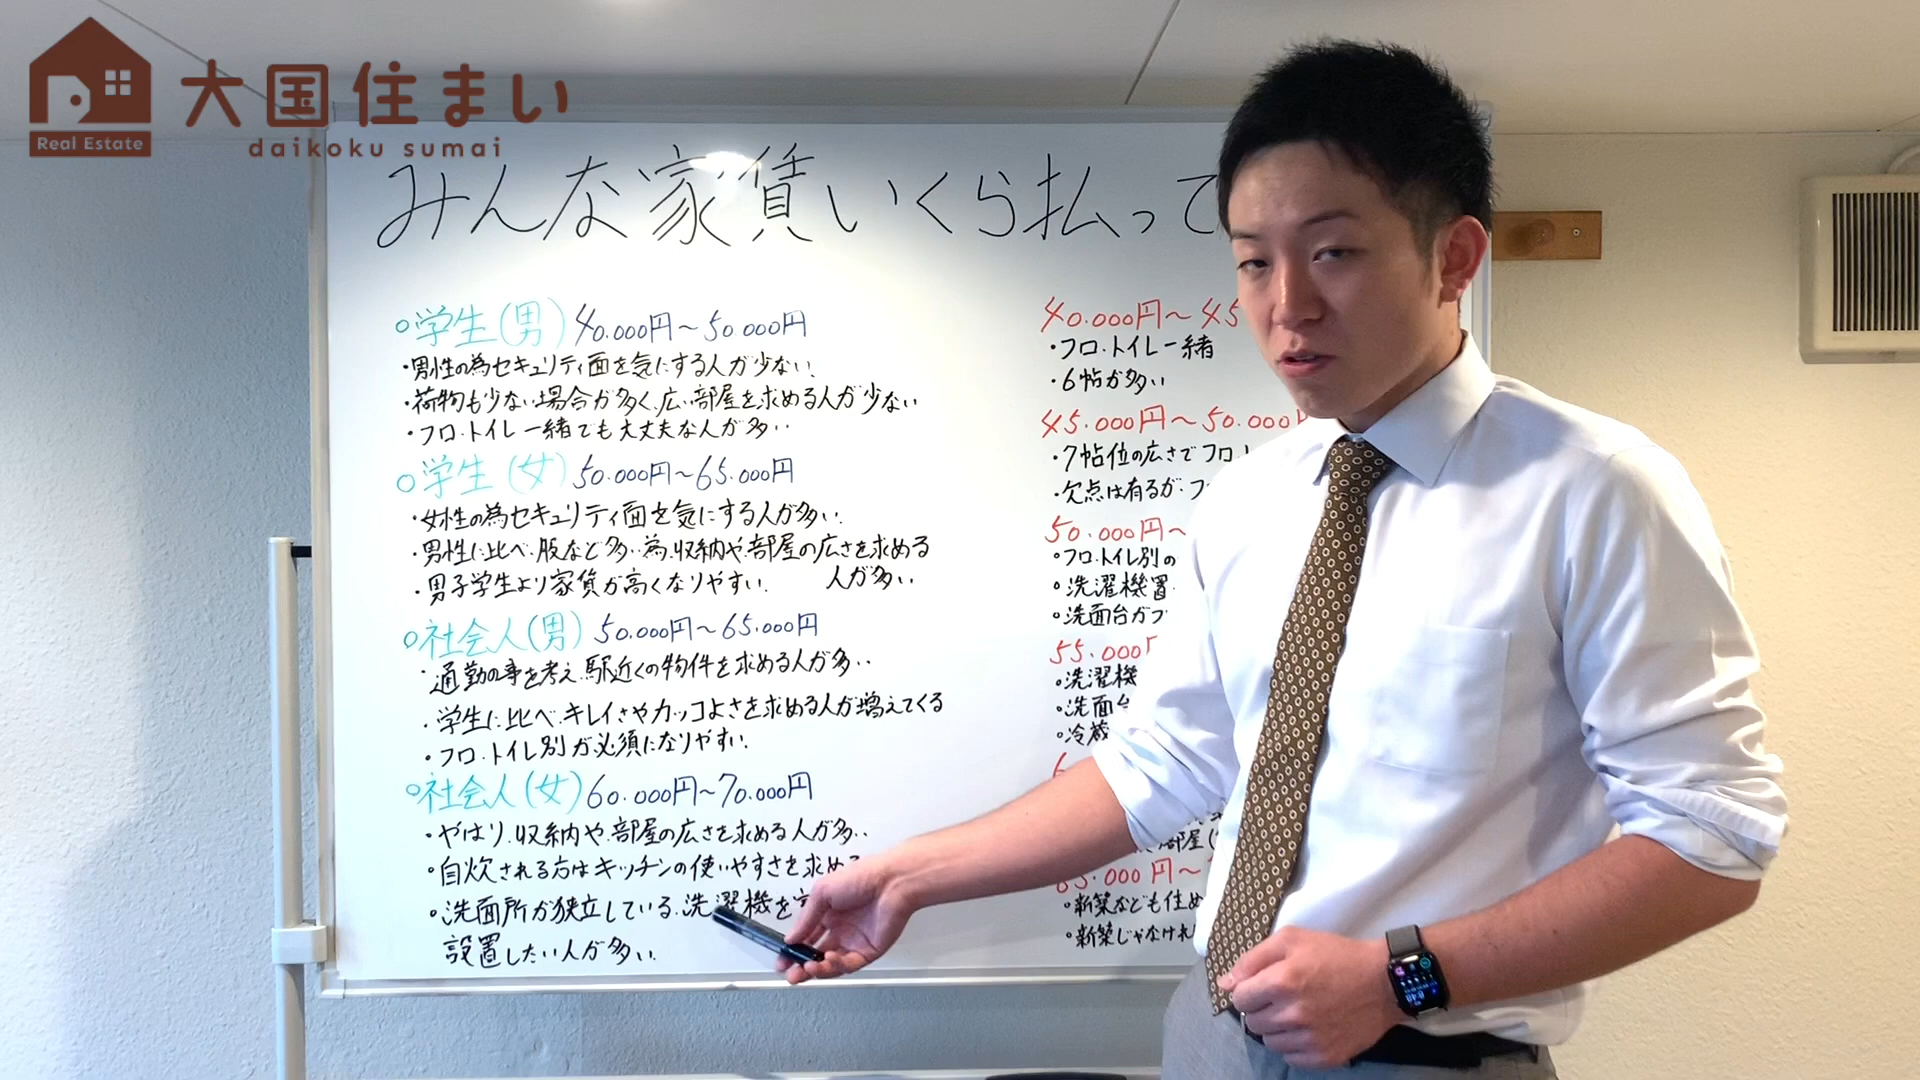 大国住まい
Real Estate
daikoku sumai
みんな家賃いくら払って
○学生(男) 40.000円～50.000円
・男性の為セキュリティ面を気にする人が少ない.
・荷物も少ない場合が多く、広い部屋を求める人が少ない
・フロ.トイレ一緒でも大丈夫な人が多い.
○学生(女) 50.000円～65.000円
・女性の為セキュリティ面を気にする人が多い.
・男性に比べ.服など多い為.収納や部屋の広さを求める
人が多い.
・男子学生より家賃が高くなりやすい.
○社会人(男) 50.000円～65.000円
・通勤の事を考え.駅近くの物件を求める人が多い.
・学生に比べ.キレイさやカッコよさを求める人が増えてくる
・フロ.トイレ別が必須になりやすい.
○社会人(女) 60.000円～70.000円
・やはり.収納や.部屋の広さを求める人が多い.
・自炊される方はキッチンの使いやすさを求め
・洗面所が独立している.洗濯機を
設置したい人が多い.
40.000円～45
・フロ.トイレ一緒
・6帖が多い
45.000円～50.000
・7帖位の広さでフロ.
・欠点は有るが.フ
50.000円～
・フロ.トイレ別の
・洗濯機置
・洗面台がプ
55.000
・洗濯機
・洗面台
・冷蔵
6
部屋
65.000円～
・新築なども住め
・新築じゃなけれ